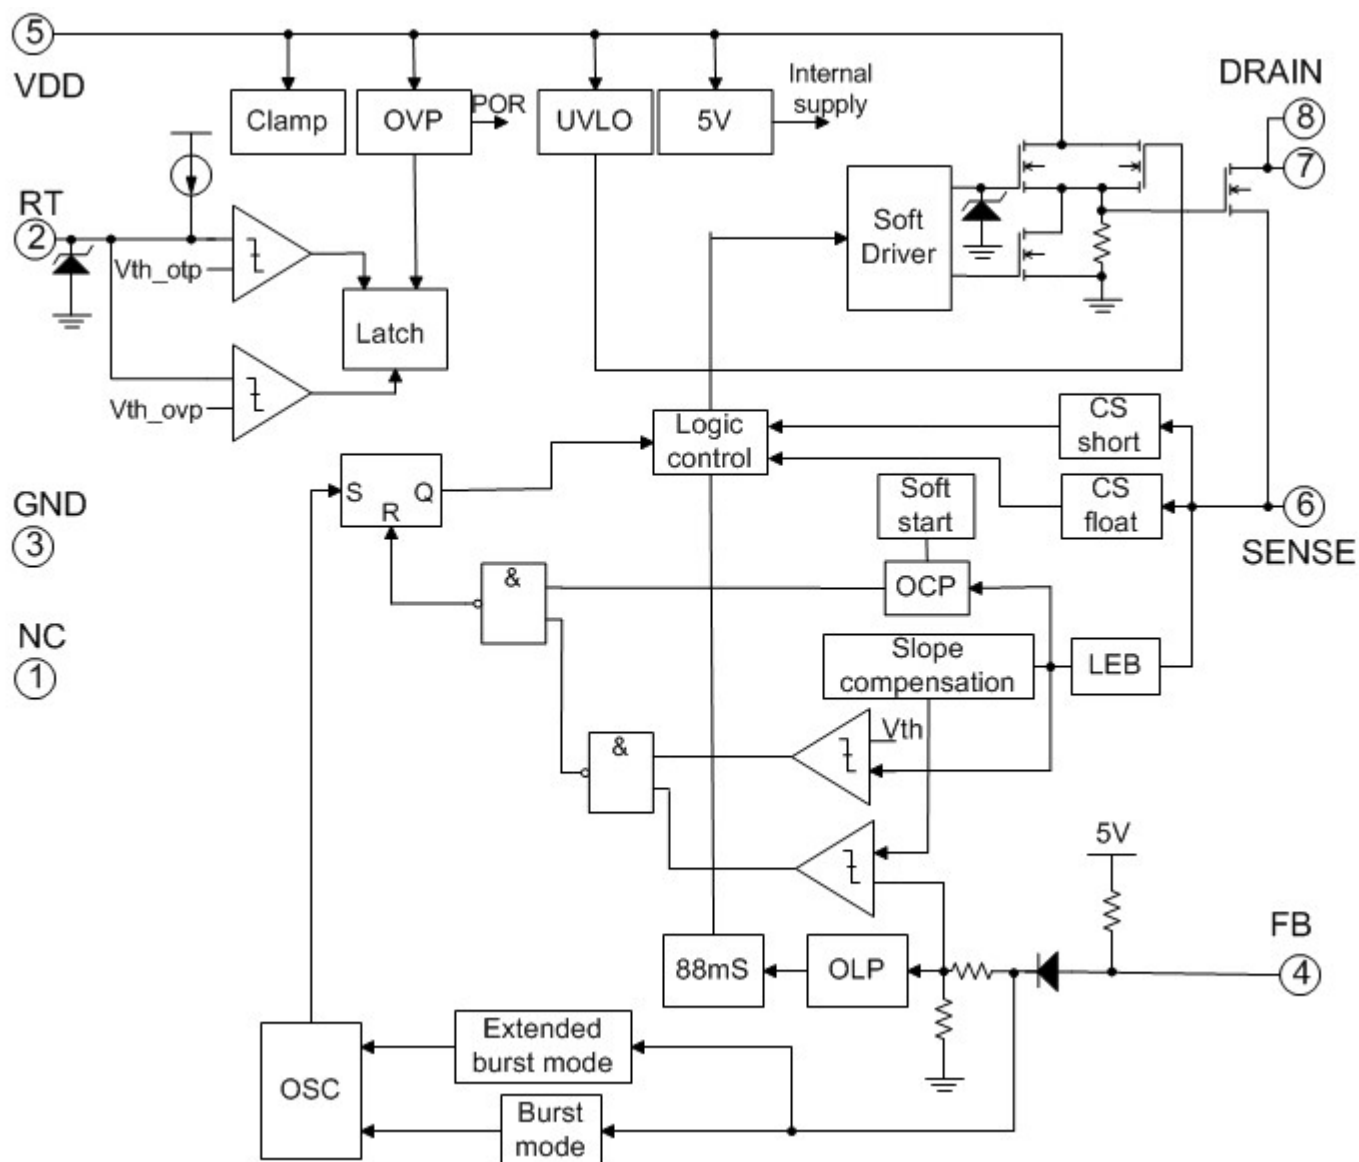 5
VDD
Clamp
OVP
POR
UVLO
5V
Internal
supply
DRAIN
8
7
RT
2
Vth_otp
Latch
Vth_ovp
Soft
Driver
Logic
control
CS
short
CS
float
S
Q
R
Soft
start
6
SENSE
GND
3
&
OCP
NC
1
Slope
compensation
LEB
&
Vth
5V
88mS
OLP
FB
4
OSC
Extended
burst mode
Burst
mode